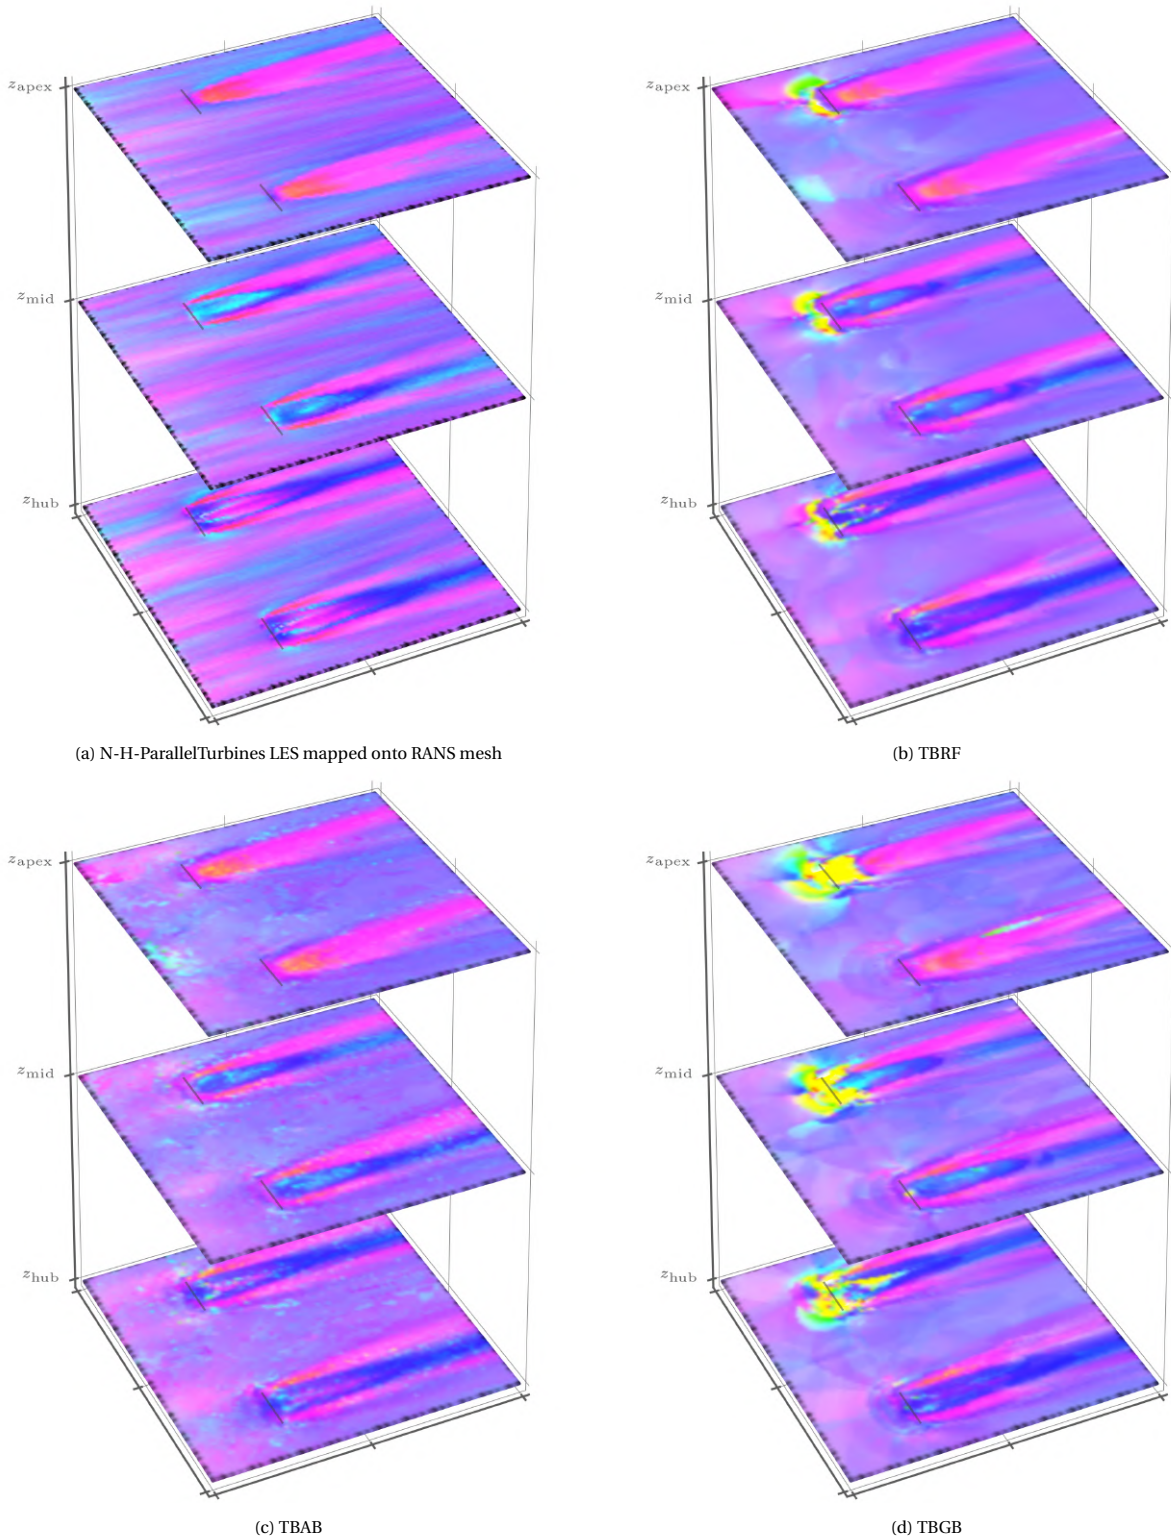 z_apex
z_apex
z_mid
z_mid
z_hub
z_hub
(a) N-H-ParallelTurbines LES mapped onto RANS mesh
(b) TBRF
z_apex
z_apex
z_mid
z_mid
z_hub
z_hub
(c) TBAB
(d) TBGB